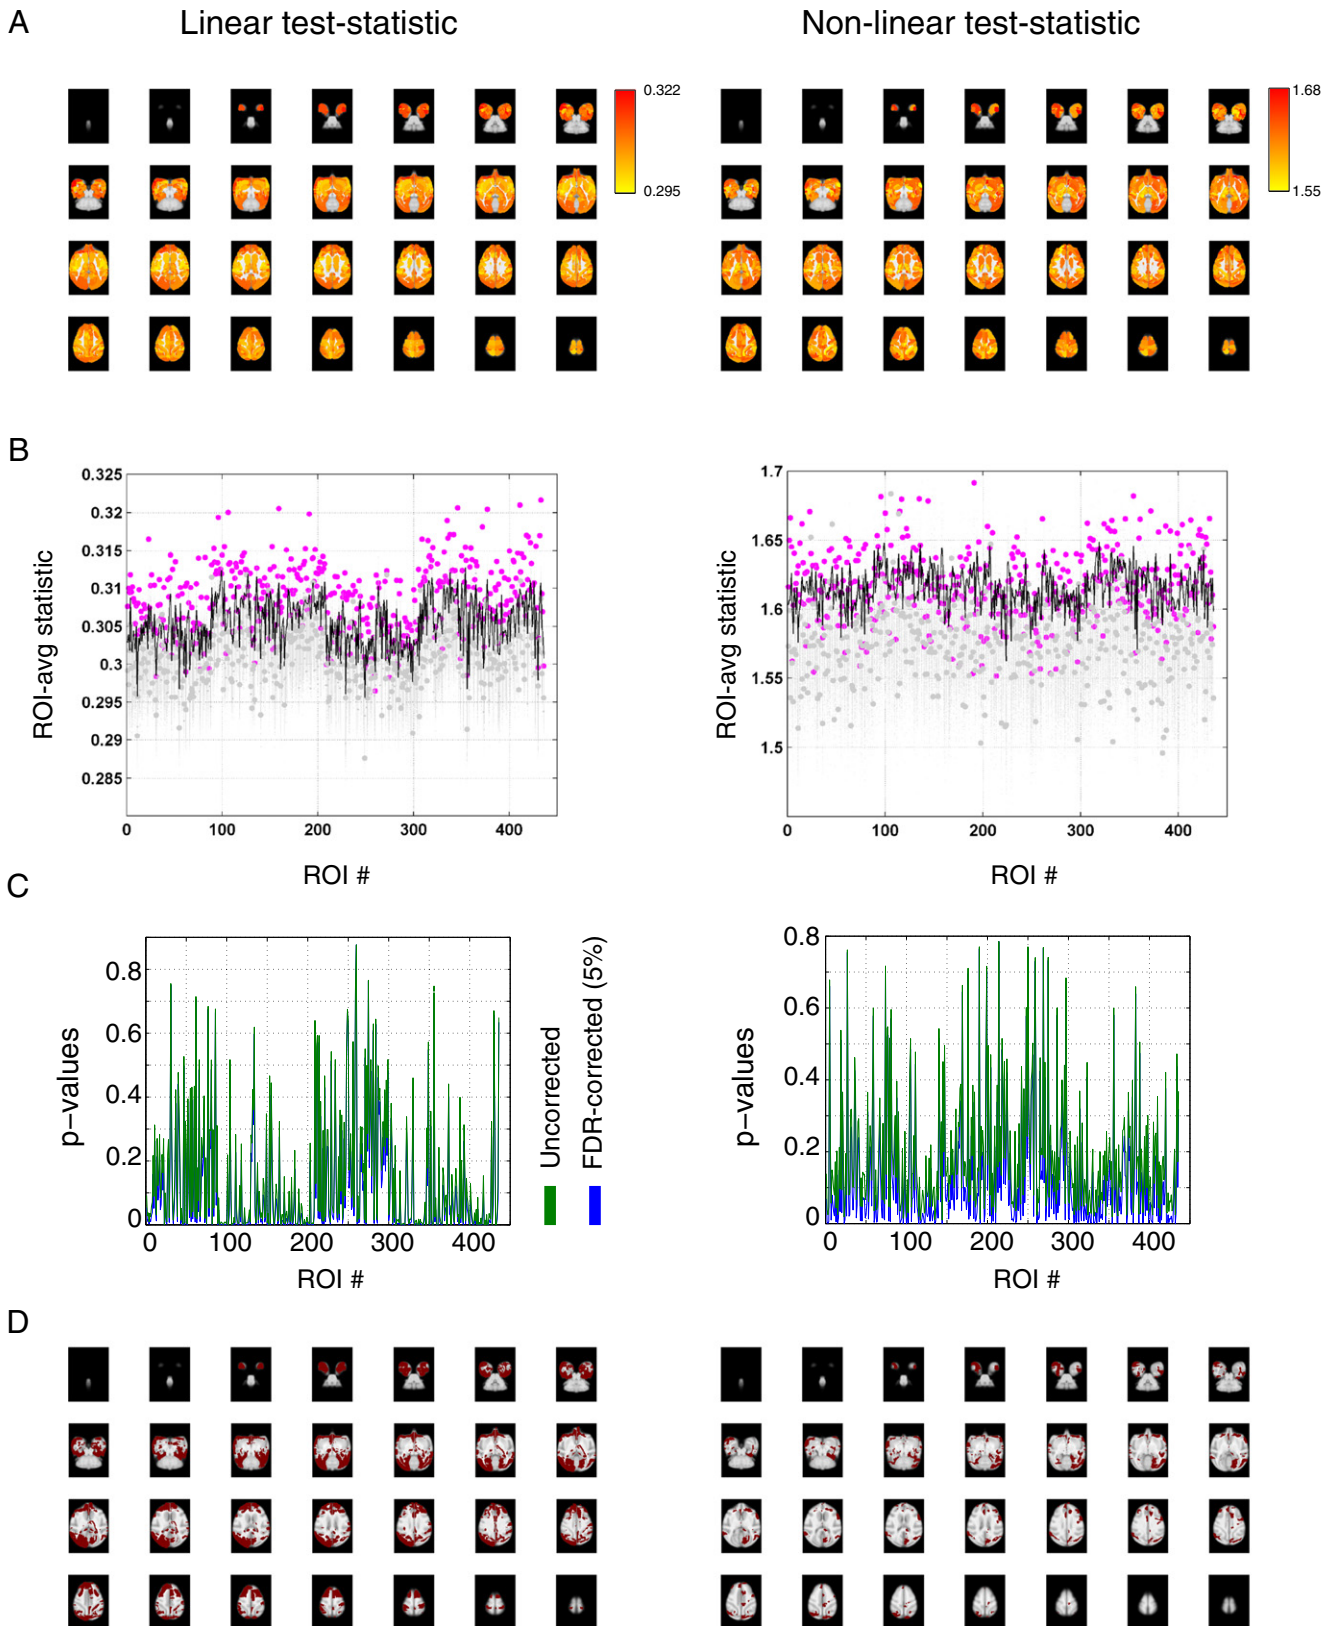 A
Linear test-statistic
Non-linear test-statistic
0.322
0.295
1.68
1.55
B
ROI-avg statistic
0.325
0.32
0.315
0.31
0.305
0.3
0.295
0.29
0.285
0 100 200 300 400
ROI #
ROI-avg statistic
1.7
1.65
1.6
1.55
1.5
0 100 200 300 400
ROI #
C
p-values
0.8
0.6
0.4
0.2
0
0 100 200 300 400
ROI #
Uncorrected
FDR-corrected (5%)
p-values
0.8
0.6
0.4
0.2
0
0 100 200 300 400
ROI #
D